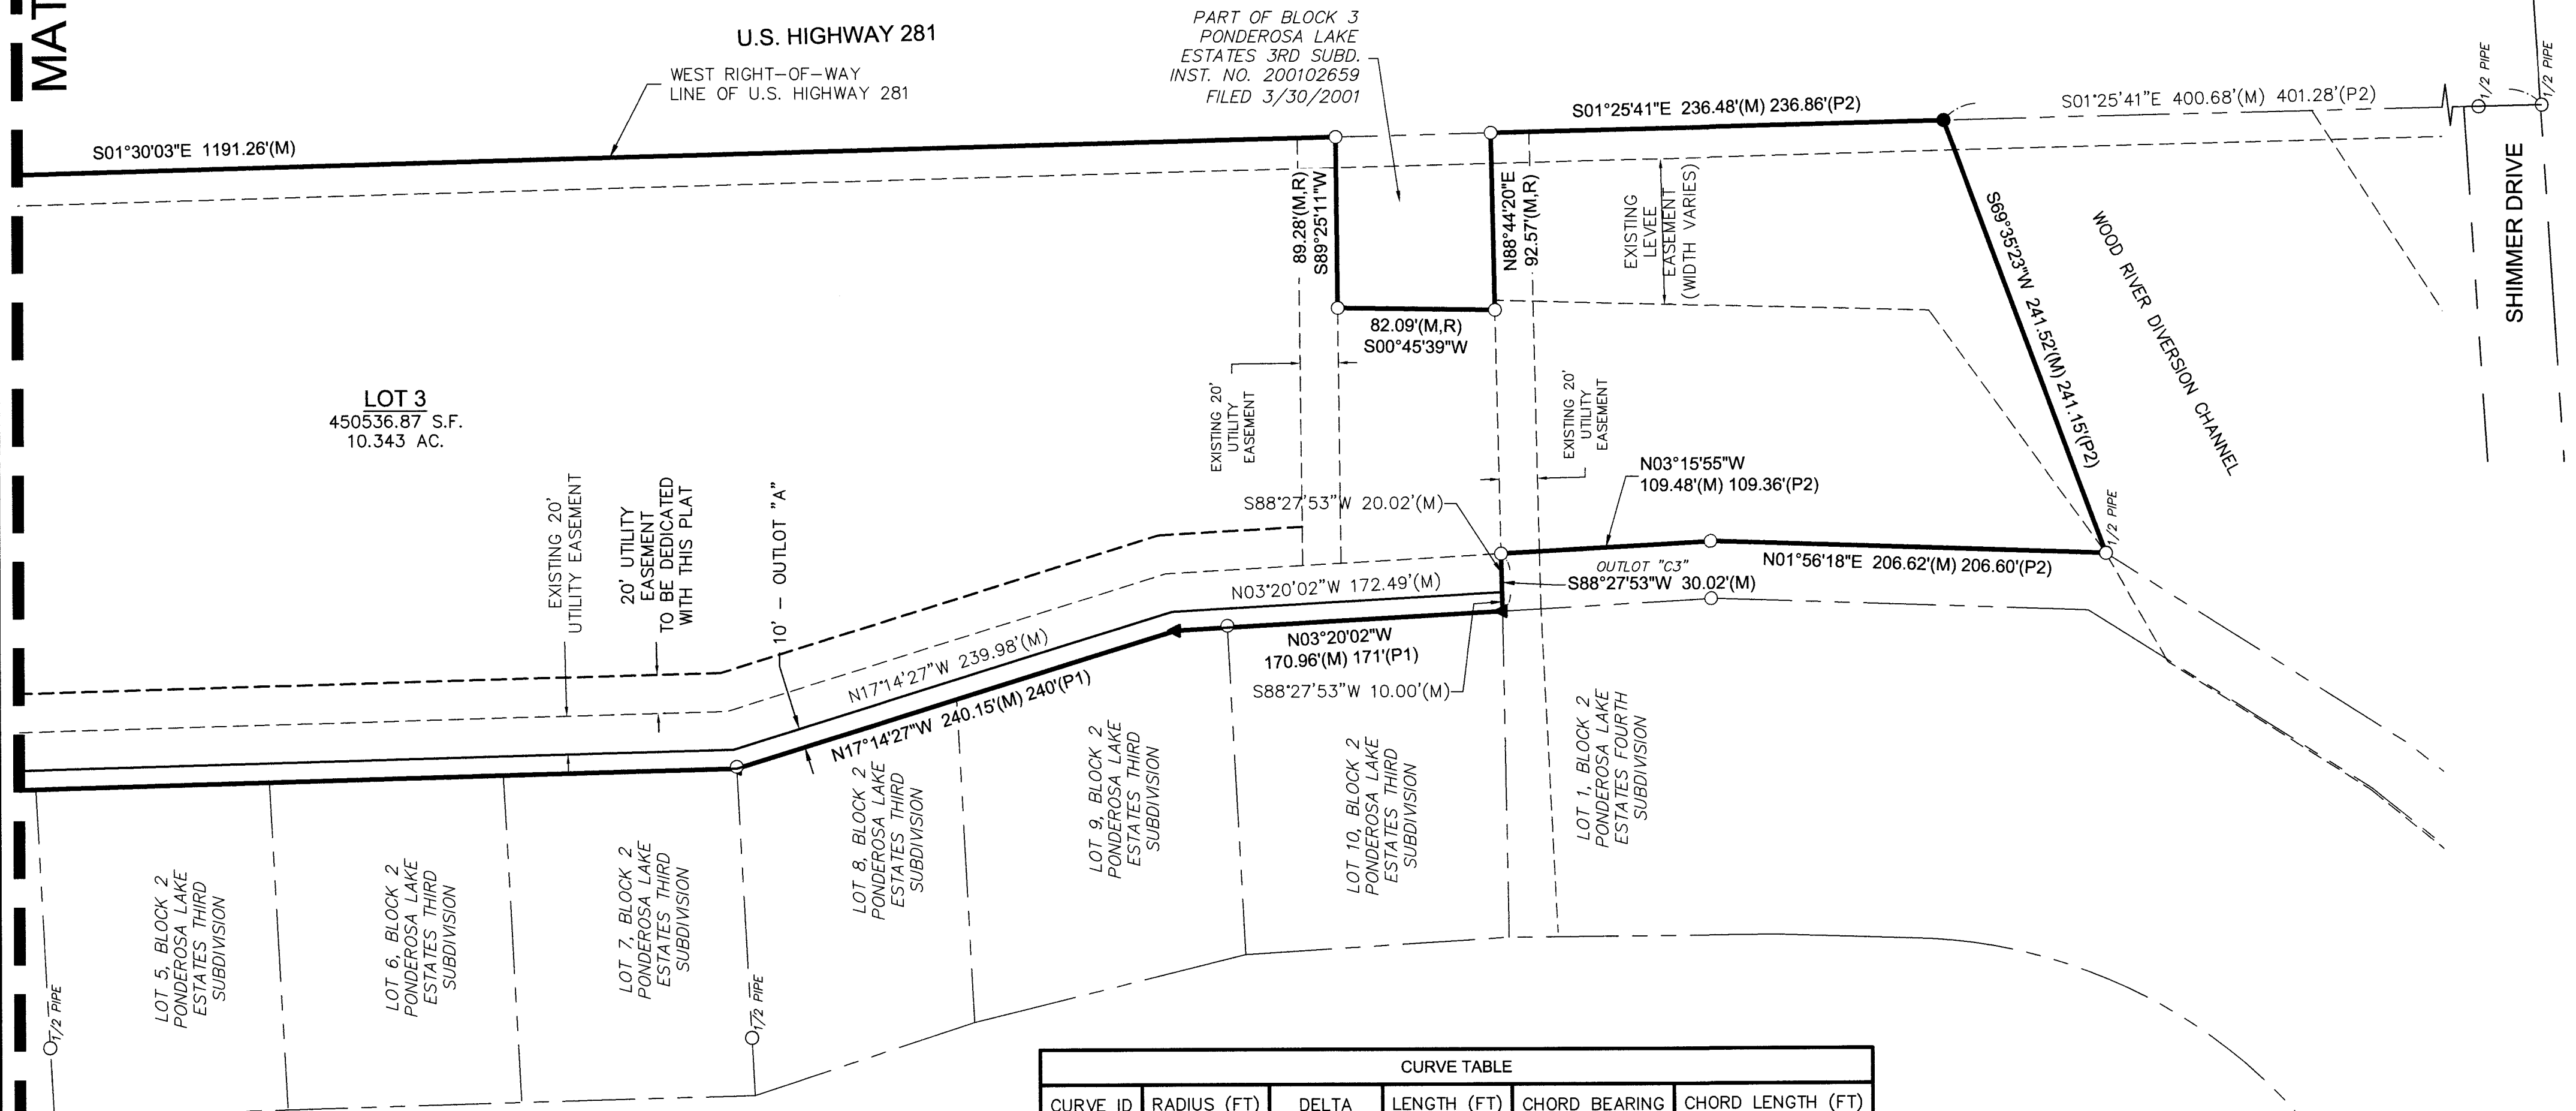 MAT
U.S. HIGHWAY 281
WEST RIGHT-OF-WAY
LINE OF U.S. HIGHWAY 281
PART OF BLOCK 3
PONDEROSA LAKE
ESTATES 3RD SUBD.
INST. NO. 200102659
FILED 3/30/2001
S01°30'03"E 1191.26'(M)
S01°25'41"E 236.48'(M) 236.86'(P2)
S01°25'41"E 400.68'(M) 401.28'(P2)
1/2 PIPE
1/2 PIPE
SHIMMER DRIVE
89.28'(M,R)
S89°25'11"W
N88°44'20"E
92.57'(M,R)
EXISTING
LEVEE
EASEMENT
(WIDTH VARIES)
S69°35'23"W 241.52'(M) 241.15'(P2)
WOOD RIVER DIVERSION CHANNEL
82.09'(M,R)
S00°45'39"W
LOT 3
450536.87 S.F.
10.343 AC.
EXISTING 20'
UTILITY
EASEMENT
EXISTING 20'
UTILITY
EASEMENT
N03°15'55"W
109.48'(M) 109.36'(P2)
S88°27'53"W 20.02'(M)
EXISTING 20'
UTILITY EASEMENT
20' UTILITY
EASEMENT
TO BE DEDICATED
WITH THIS PLAT
10' - OUTLOT "A"
1/2 PIPE
OUTLOT "C3"
N01°56'18"E 206.62'(M) 206.60'(P2)
S88°27'53"W 30.02'(M)
N03°20'02"W 172.49'(M)
N03°20'02"W
170.96'(M) 171'(P1)
N17°14'27"W 239.98'(M)
N17°14'27"W 240.15'(M) 240'(P1)
S88°27'53"W 10.00'(M)
LOT 5, BLOCK 2
PONDEROSA LAKE
ESTATES THIRD
SUBDIVISION
LOT 6, BLOCK 2
PONDEROSA LAKE
ESTATES THIRD
SUBDIVISION
LOT 7, BLOCK 2
PONDEROSA LAKE
ESTATES THIRD
SUBDIVISION
LOT 8, BLOCK 2
PONDEROSA LAKE
ESTATES THIRD
SUBDIVISION
LOT 9, BLOCK 2
PONDEROSA LAKE
ESTATES THIRD
SUBDIVISION
LOT 10, BLOCK 2
PONDEROSA LAKE
ESTATES THIRD
SUBDIVISION
LOT 1, BLOCK 2
PONDEROSA LAKE
ESTATES FOURTH
SUBDIVISION
1/2 PIPE
1/2 PIPE
CURVE TABLE
CURVE ID RADIUS (FT) DELTA LENGTH (FT) CHORD BEARING CHORD LENGTH (FT)